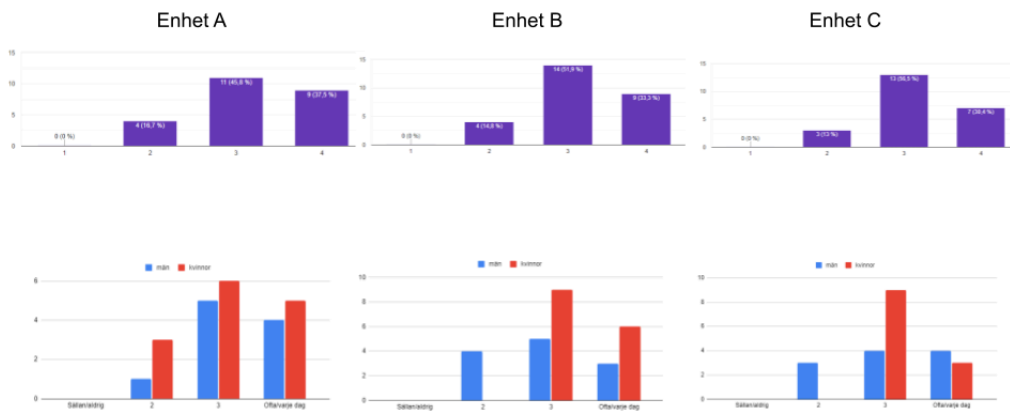 Enhet A
Enhet B
Enhet C
15
10
5
0
0 (0 %)
4 (16,7 %)
11 (45,8 %)
9 (37,5 %)
1
2
3
4
15
10
5
0
0 (0 %)
4 (14,8 %)
14 (51,9 %)
9 (33,3 %)
1
2
3
4
15
10
5
0
0 (0 %)
3 (13 %)
13 (56,5 %)
7 (30,4 %)
1
2
3
4
män kvinnor
6
4
2
0
Sällan/aldrig 2 3 Ofta/varje dag
män kvinnor
10
8
6
4
2
0
Sällan/aldrig 2 3 Ofta/varje dag
män kvinnor
10
8
6
4
2
0
Sällan/aldrig 2 3 Ofta/varje dag